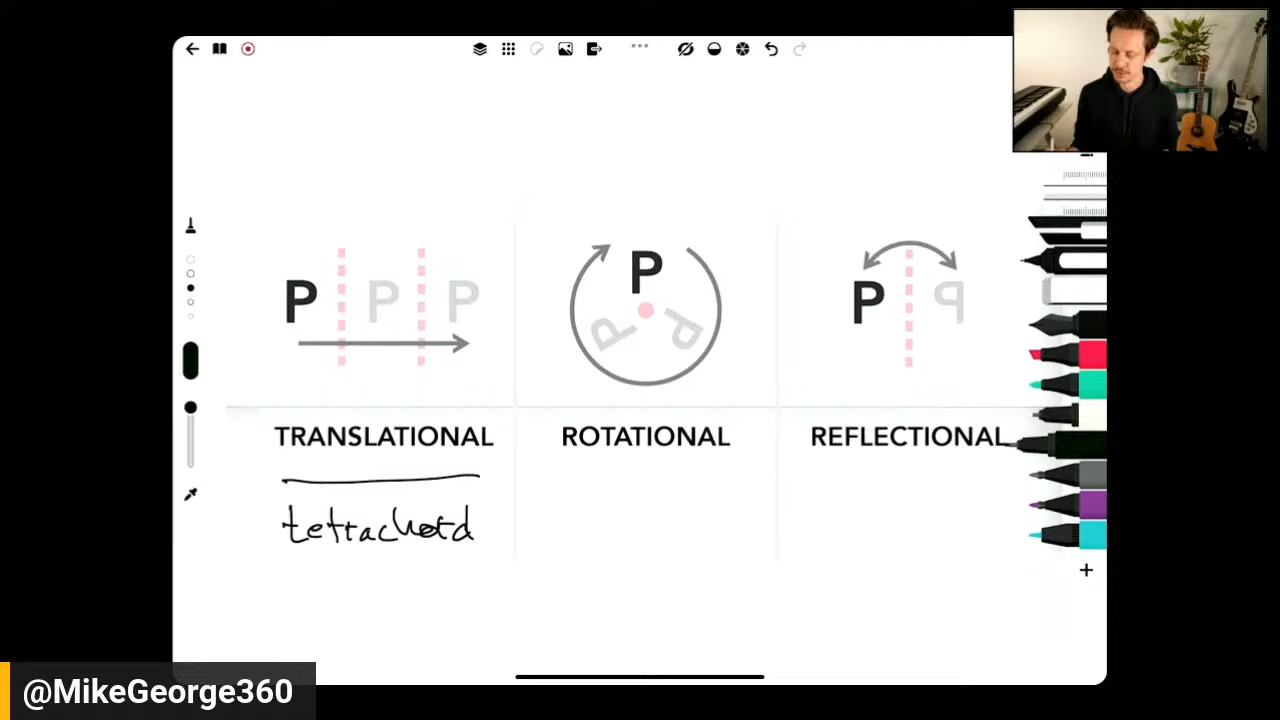 P P P
P P P
P P
TRANSLATIONAL
ROTATIONAL
REFLECTIONAL
tetrachord
@MikeGeorge360